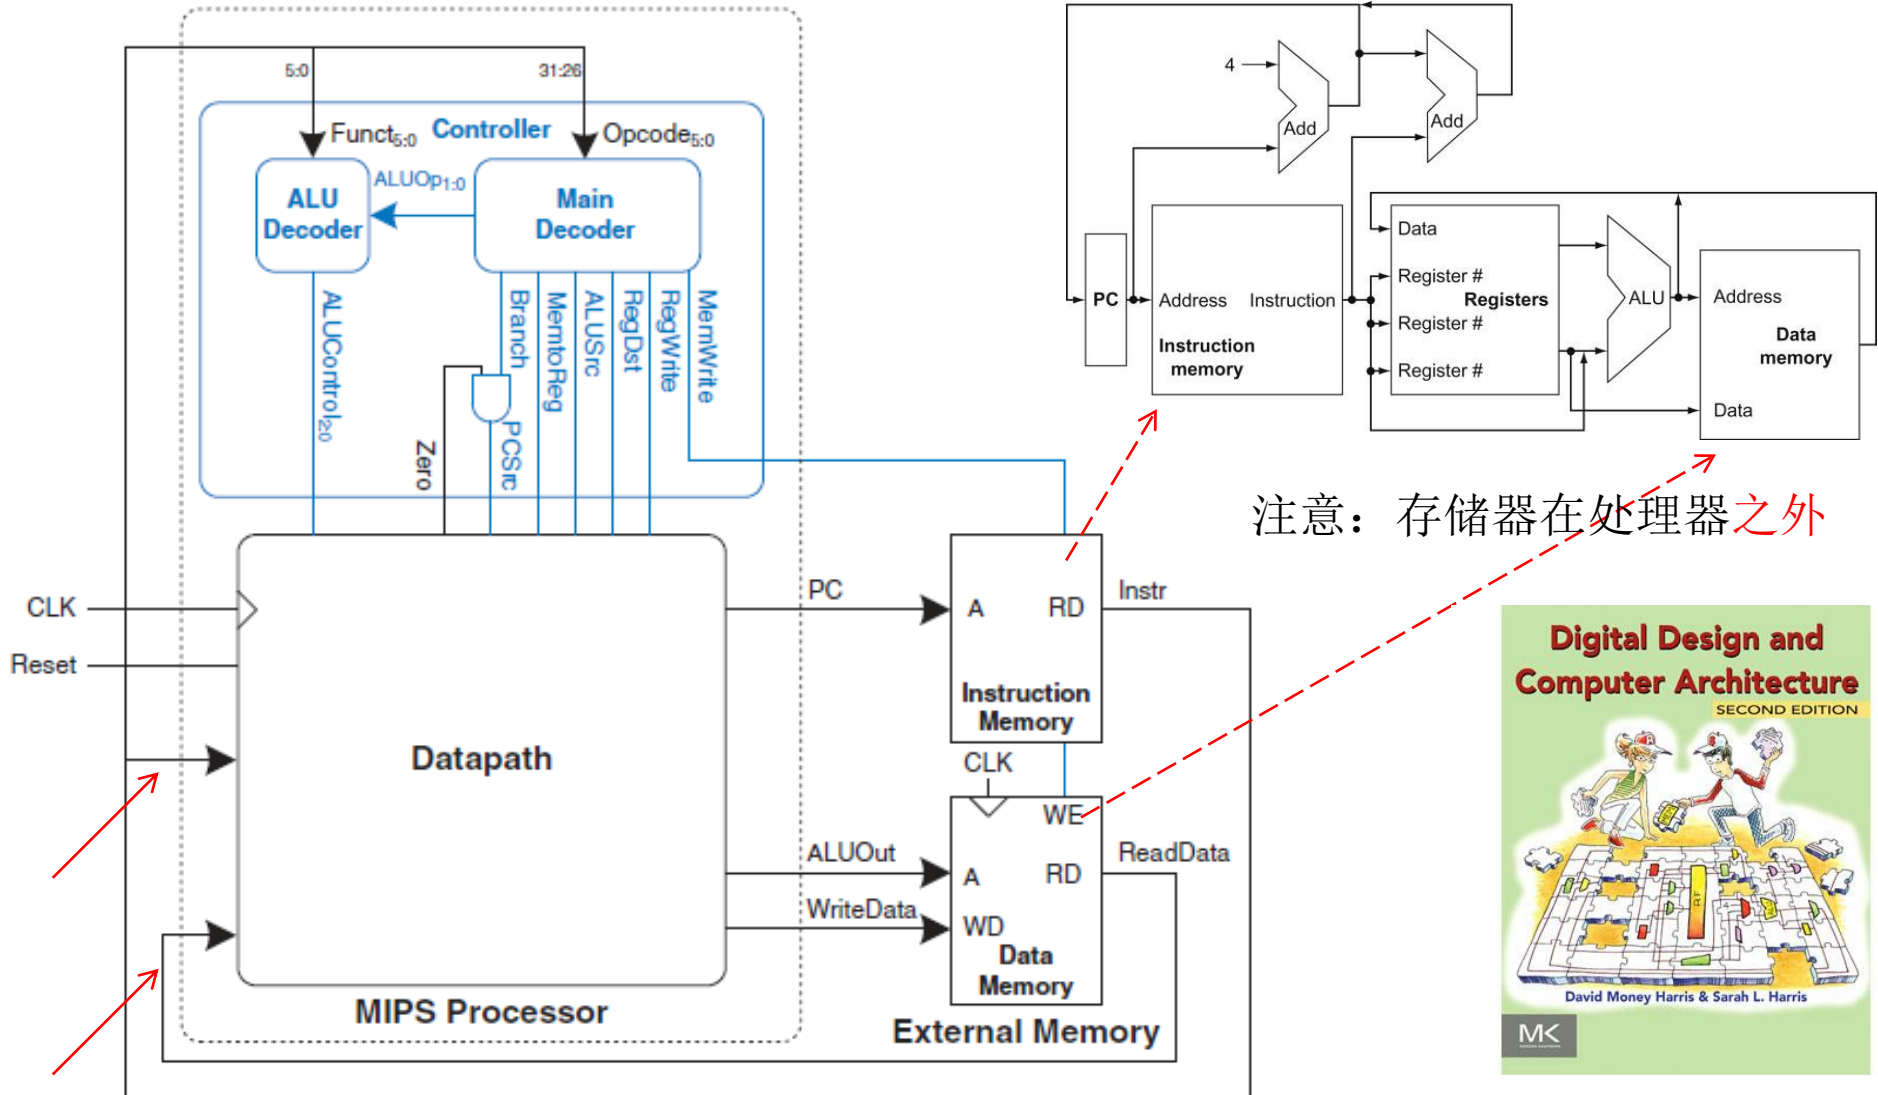 5:0
31:26
Funct5:0
Controller
Opcode5:0
ALU
Decoder
ALUOp1:0
Main
Decoder
ALUControl2:0
Branch
MemtoReg
ALUSrc
RegDst
RegWrite
MemWrite
Zero
PCSrc
CLK
Reset
Datapath
MIPS Processor
PC
A
RD
Instr
Instruction
Memory
CLK
WE
ALUOut
A
RD
ReadData
WriteData
WD
Data
Memory
External Memory
4
Add
Add
PC
Address
Instruction
Instruction
memory
Data
Register #
Registers
Register #
Register #
ALU
Address
Data
memory
Data
注意：存储器在处理器之外
Digital Design and
Computer Architecture
SECOND EDITION
David Money Harris & Sarah L. Harris
MK